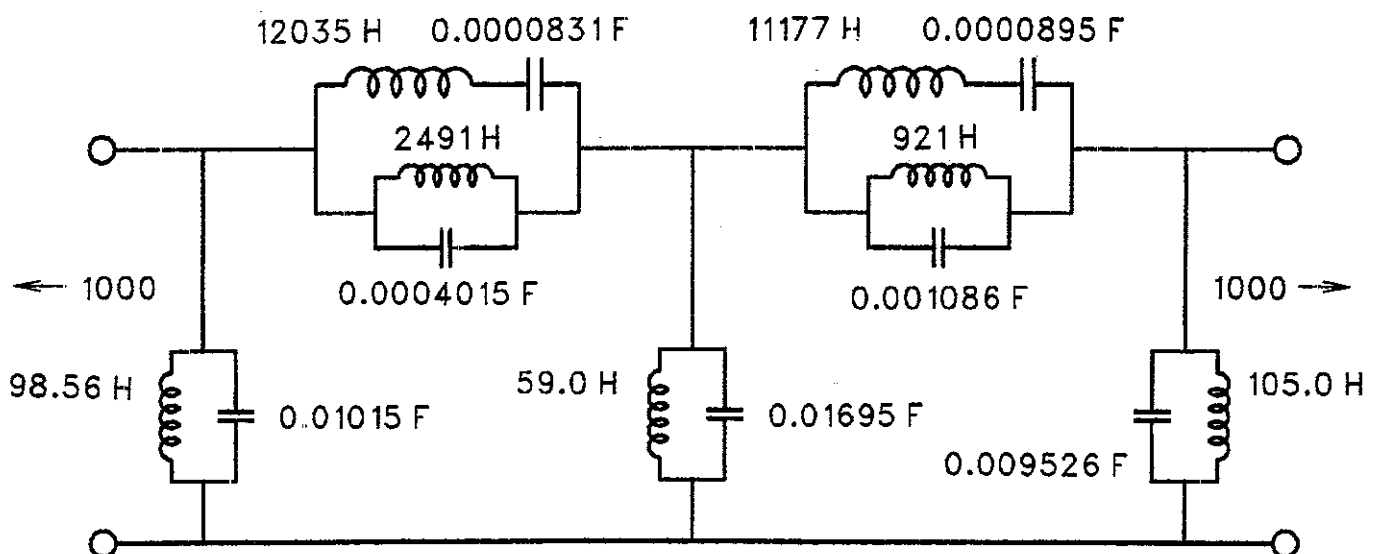 12035 H 0.0000831 F
11177 H 0.0000895 F
2491 H
921 H
0.0004015 F
0.001086 F
← 1000
1000 →
98.56 H
0.01015 F
59.0 H
0.01695 F
105.0 H
0.009526 F